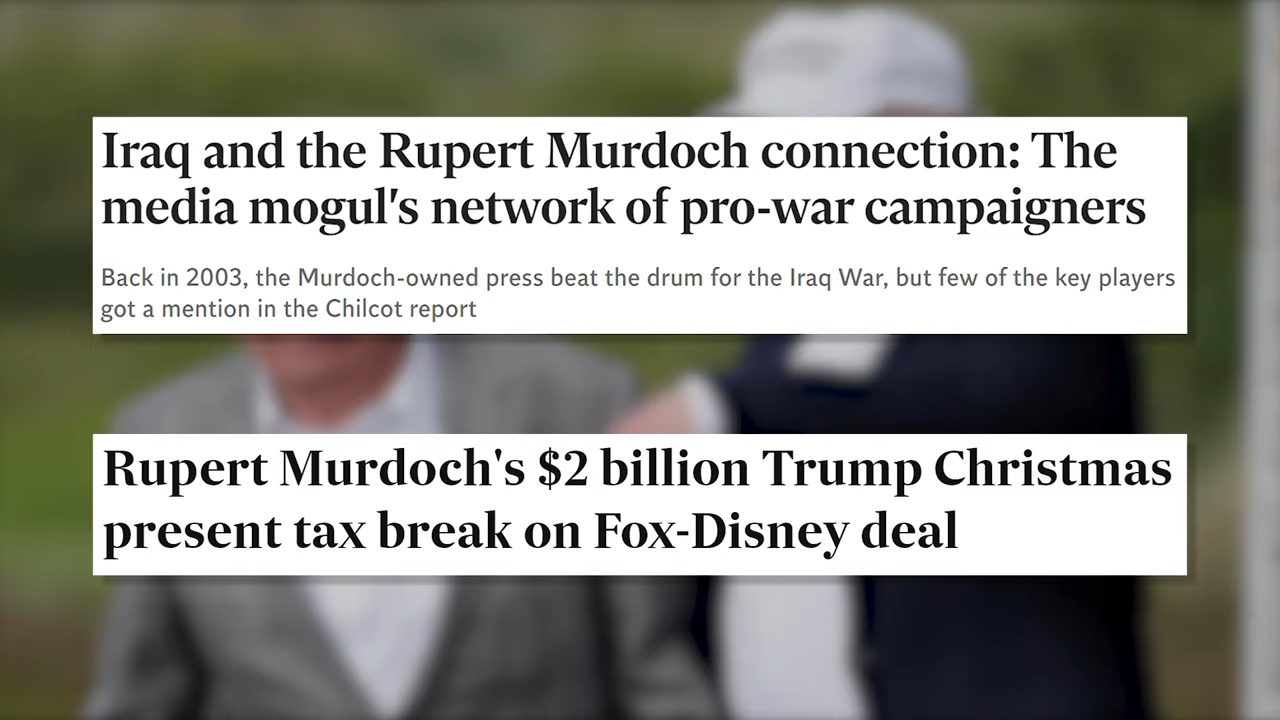 Iraq and the Rupert Murdoch connection: The
media mogul's network of pro-war campaigners
Back in 2003, the Murdoch-owned press beat the drum for the Iraq War, but few of the key players
got a mention in the Chilcot report
Rupert Murdoch's $2 billion Trump Christmas
present tax break on Fox-Disney deal